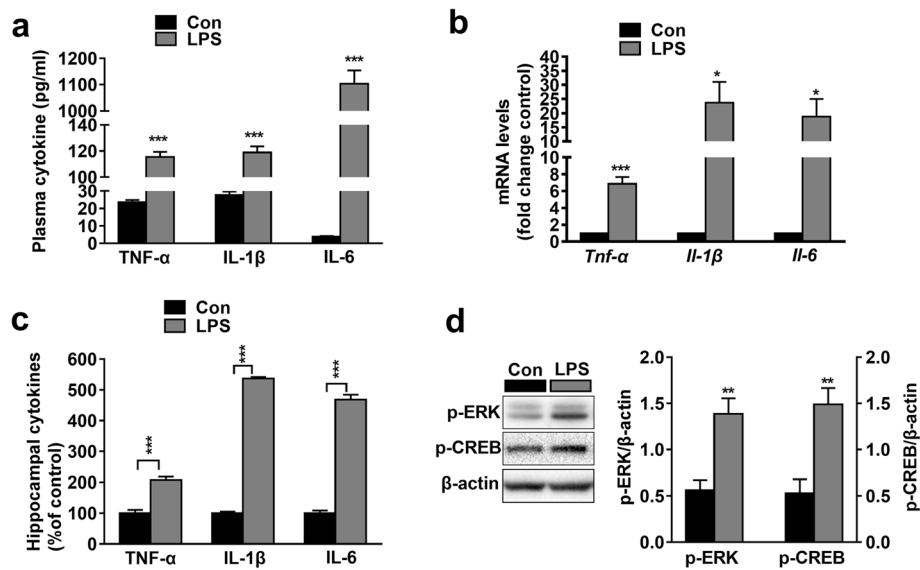 a
Con
LPS
Plasma cytokine (pg/ml)
1200
1100
1000
140
120
100
30
20
10
0
***
***
***
TNF-α
IL-1β
IL-6
b
Con
LPS
mRNA levels
(fold change control)
40
35
30
25
20
15
10
8
6
4
2
0
***
*
*
Tnf-α
Il-1β
Il-6
c
Con
LPS
Hippocampal cytokines
(%of control)
600
500
400
300
200
100
0
***
***
***
TNF-α
IL-1β
IL-6
d
Con LPS
p-ERK
p-CREB
β-actin
p-ERK/β-actin
2.0
1.5
1.0
0.5
0.0
**
**
p-ERK
p-CREB
2.0
1.5
1.0
0.5
0.0
p-CREB/β-actin